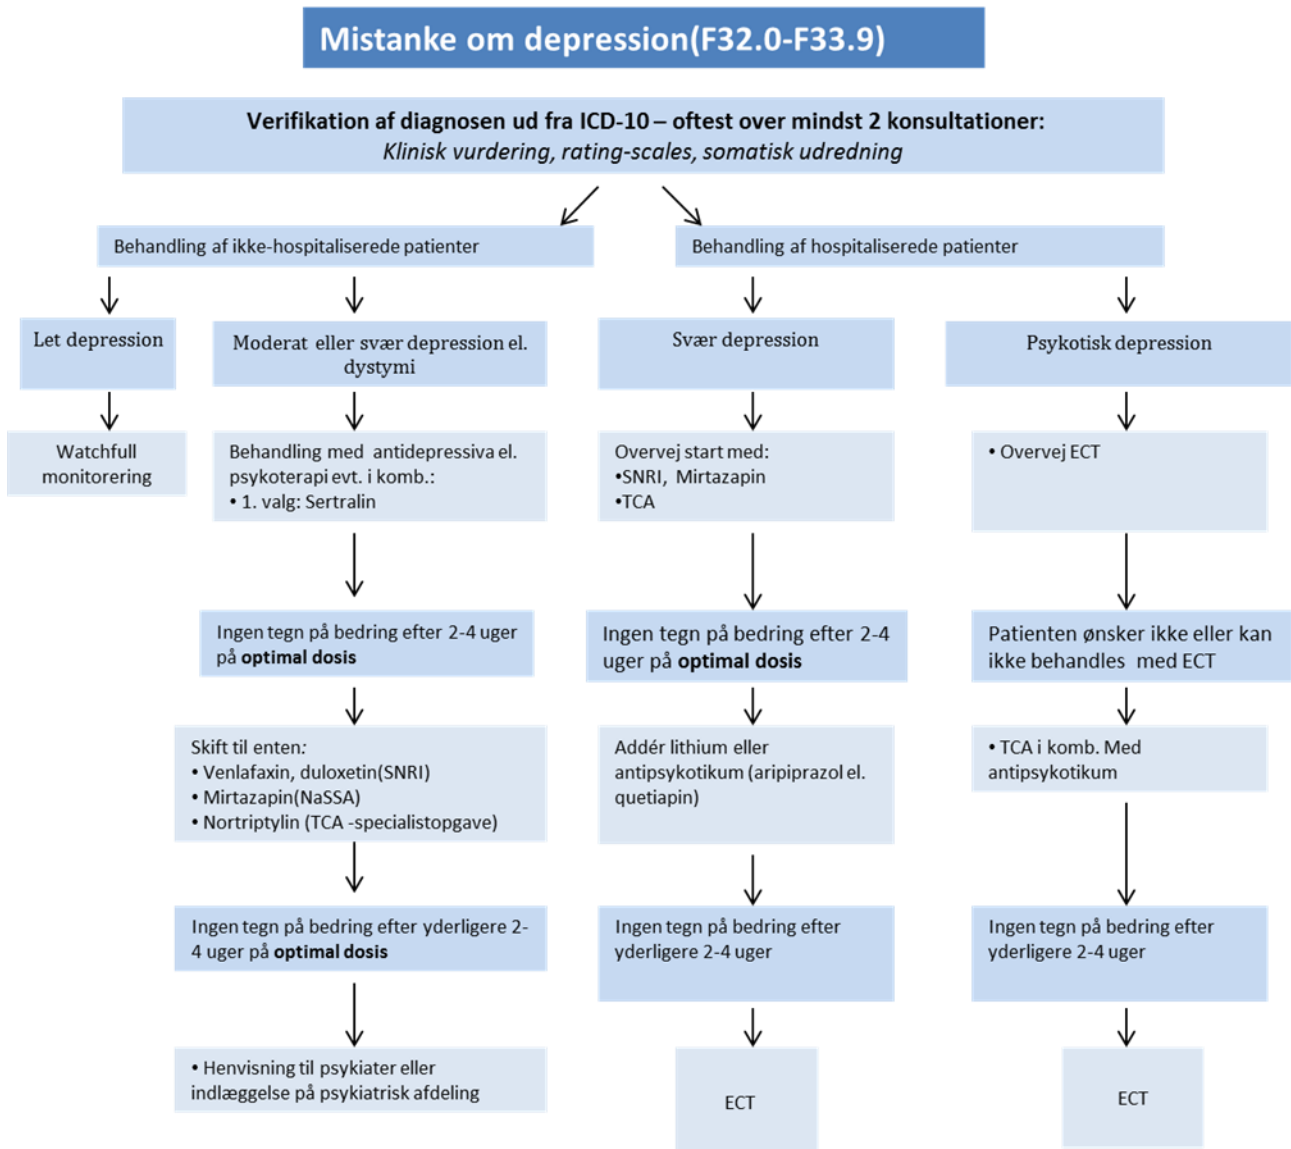 Mistanke om depression(F32.0-F33.9)
Verifikation af diagnosen ud fra ICD-10 – oftest over mindst 2 konsultationer:
Klinisk vurdering, rating-scales, somatisk udredning
Behandling af ikke-hospitaliserede patienter
Behandling af hospitaliserede patienter
Let depression
Moderat eller svær depression el.
dystymi
Svær depression
Psykotisk depression
Watchfull
monitorering
Behandling med antidepressiva el.
psykoterapi evt. i komb.:
• 1. valg: Sertralin
Overvej start med:
•SNRI, Mirtazapin
•TCA
• Overvej ECT
Ingen tegn på bedring efter 2-4 uger
på optimal dosis
Ingen tegn på bedring efter 2-4
uger på optimal dosis
Patienten ønsker ikke eller kan
ikke behandles med ECT
Skift til enten:
• Venlafaxin, duloxetin(SNRI)
• Mirtazapin(NaSSA)
• Nortriptylin (TCA -specialistopgave)
Addér lithium eller
antipsykotikum (aripiprazol el.
quetiapin)
• TCA i komb. Med
antipsykotikum
Ingen tegn på bedring efter yderligere 2-
4 uger på optimal dosis
Ingen tegn på bedring efter
yderligere 2-4 uger
Ingen tegn på bedring efter
yderligere 2-4 uger
• Henvisning til psykiater eller
indlæggelse på psykiatrisk afdeling
ECT
ECT